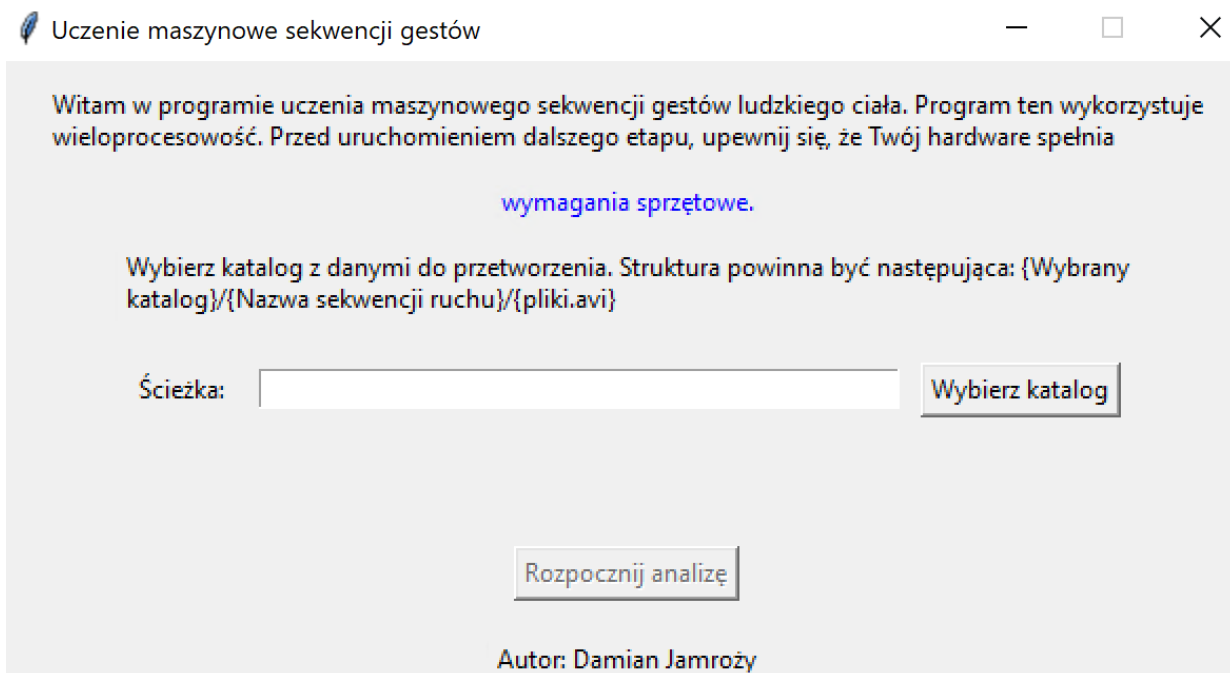 Uczenie maszynowe sekwencji gestów
Witam w programie uczenia maszynowego sekwencji gestów ludzkiego ciała. Program ten wykorzystuje
wieloprocesowość. Przed uruchomieniem dalszego etapu, upewnij się, że Twój hardware spełnia
wymagania sprzętowe.
Wybierz katalog z danymi do przetworzenia. Struktura powinna być następująca: {Wybrany
katalog}/{Nazwa sekwencji ruchu}/{pliki.avi}
Ścieżka:
Wybierz katalog
Rozpocznij analizę
Autor: Damian Jamroży